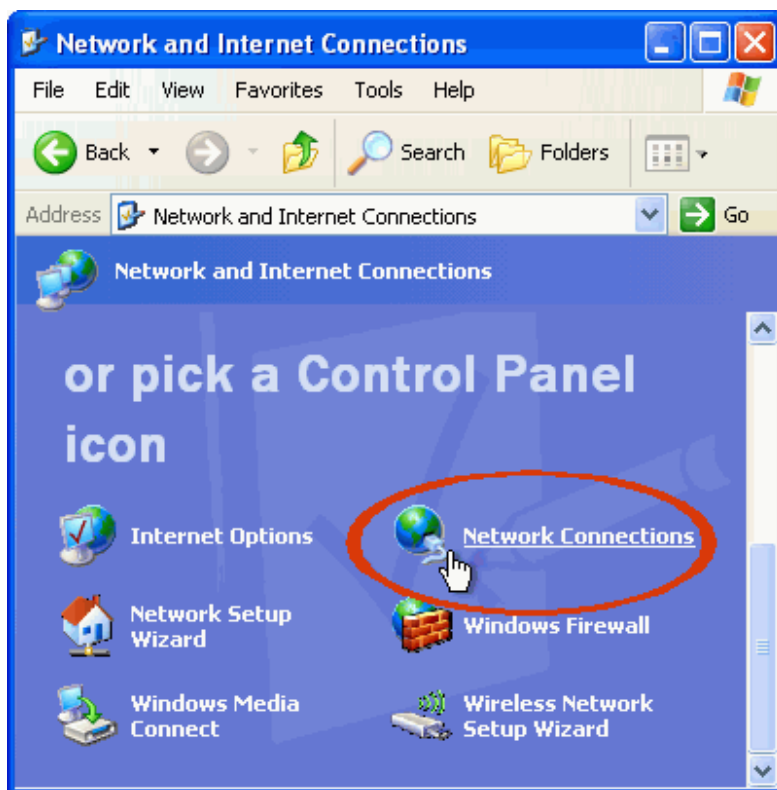 Network and Internet Connections
File Edit View Favorites Tools Help
Back Search Folders
Address Network and Internet Connections Go
Network and Internet Connections
or pick a Control Panel
icon
Internet Options Network Connections
Network Setup
Wizard
Windows Firewall
Windows Media
Connect
Wireless Network
Setup Wizard